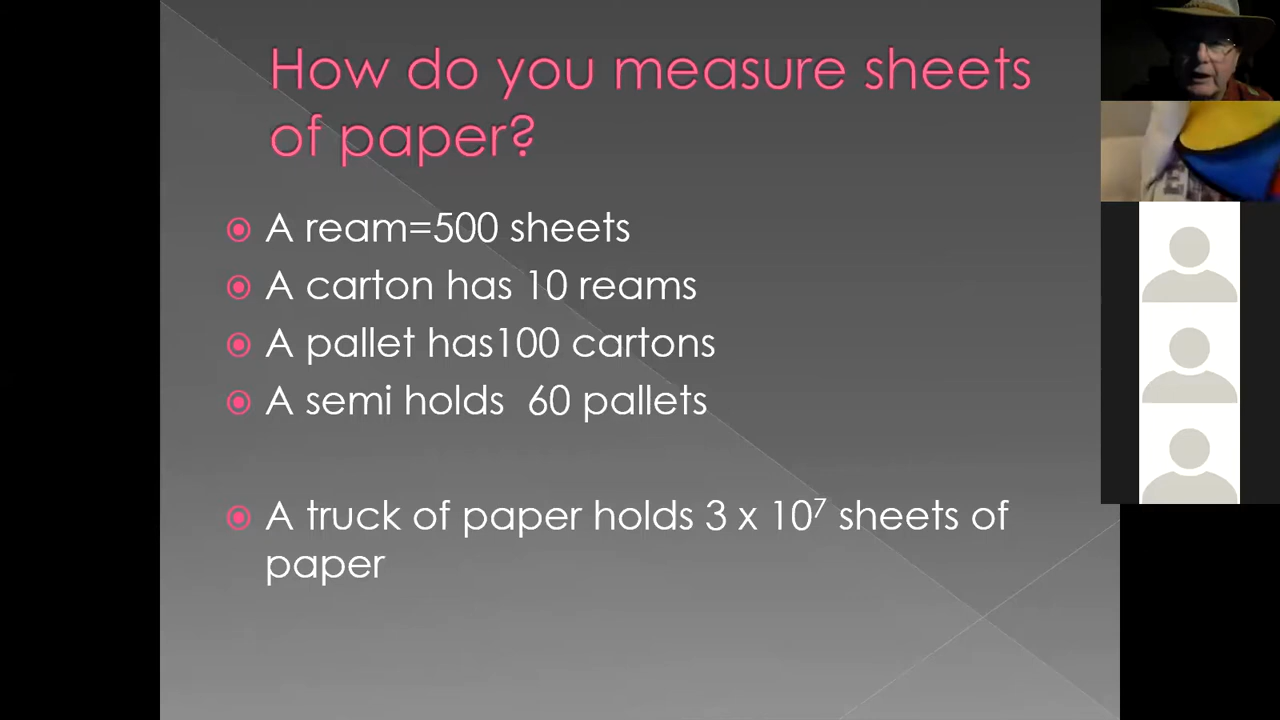 How do you measure sheets
of paper?
A ream=500 sheets
A carton has 10 reams
A pallet has100 cartons
A semi holds  60 pallets
A truck of paper holds 3 x 10⁷ sheets of
paper